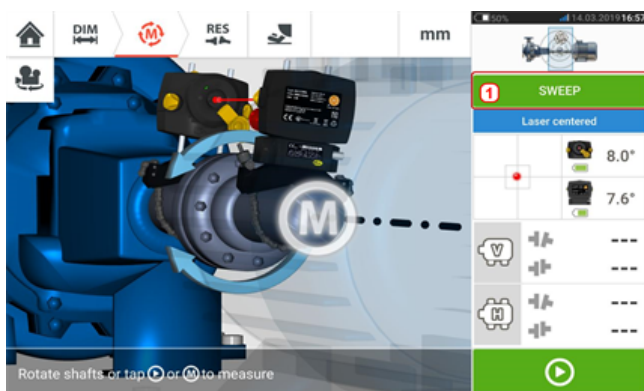 DIM
M
RES
mm
50%
14.03.2019 16:57
1 SWEEP
Laser centered
8.0°
7.6°
M
V
---
---
H
---
---
Rotate shafts or tap or M to measure